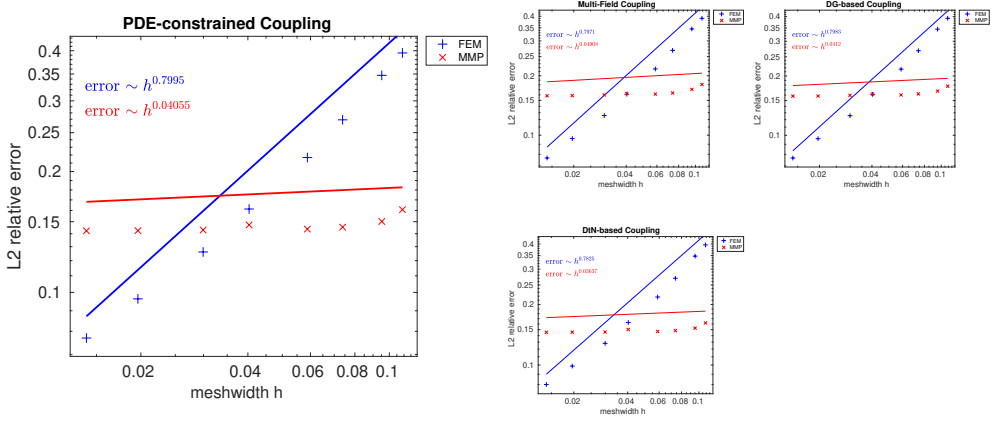 PDE-constrained Coupling
0.4
0.35
0.3
0.25
0.2
0.15
0.1
0.02
0.04
0.06
0.08
0.1
L2 relative error
meshwidth h
error ~ h^0.7995
error ~ h^0.04055
FEM
MMP
Multi-Field Coupling
0.4
0.35
0.3
0.25
0.2
0.15
0.1
0.02
0.04
0.06
0.08
0.1
L2 relative error
meshwidth h
error ~ h^0.7971
error ~ h^0.04909
FEM
MMP
DG-based Coupling
0.4
0.35
0.3
0.25
0.2
0.15
0.1
0.02
0.04
0.06
0.08
0.1
L2 relative error
meshwidth h
error ~ h^0.7983
error ~ h^0.0412
FEM
MMP
DtN-based Coupling
0.4
0.35
0.3
0.25
0.2
0.15
0.1
0.02
0.04
0.06
0.08
0.1
L2 relative error
meshwidth h
error ~ h^0.7825
error ~ h^0.03637
FEM
MMP